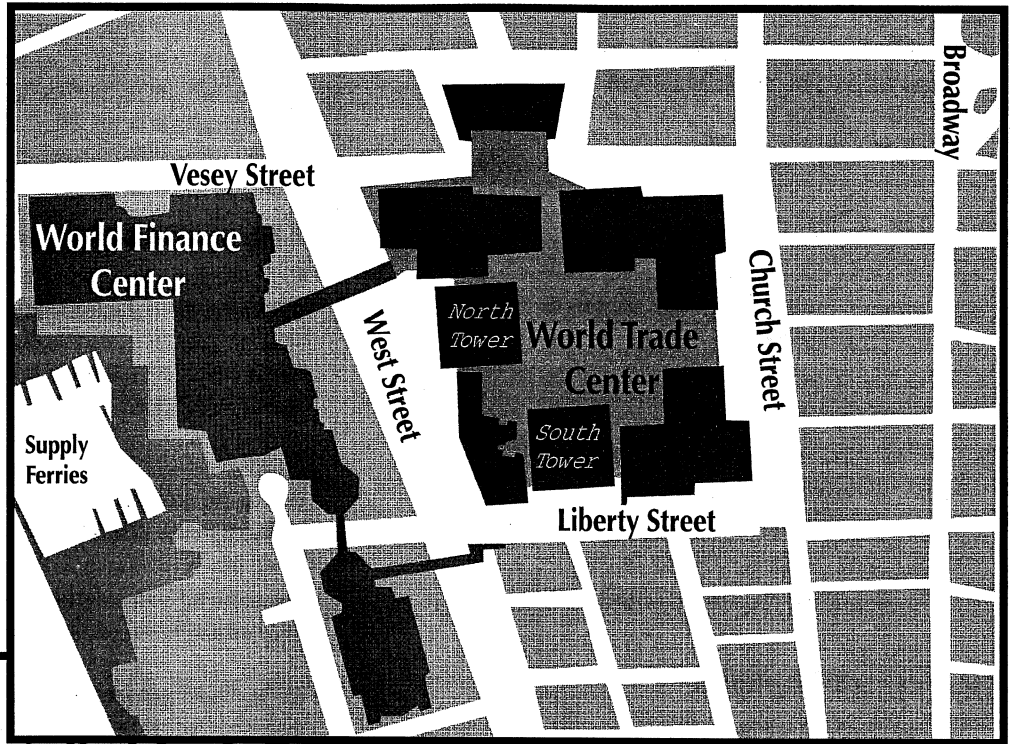 Broadway
Vesey Street
World Finance
Center
Church Street
North
Tower
World Trade
Center
West Street
South
Tower
Supply
Ferries
Liberty Street